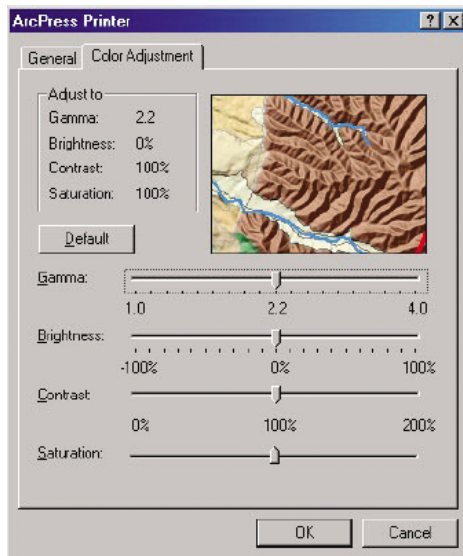 ArcPress Printer
General Color Adjustment
Adjust to
Gamma: 2.2
Brightness: 0%
Contrast: 100%
Saturation: 100%
Default
Gamma:
1.0 2.2 4.0
Brightness:
-100% 0% 100%
Contrast
0% 100% 200%
Saturation:
OK Cancel